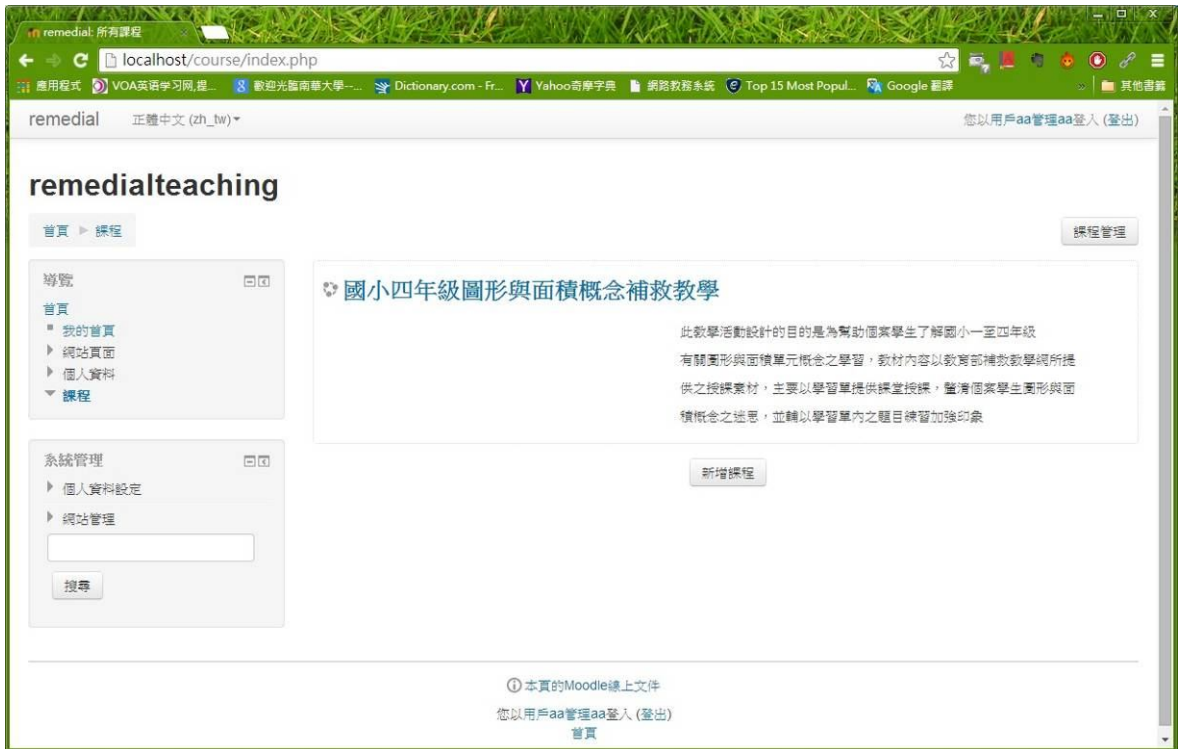 remedial: 所有課程
localhost/course/index.php
應用程式 VOA英语学习网,提... 歡迎光臨南華大學--... Dictionary.com - Fr... Yahoo奇摩字典 網路教務系統 Top 15 Most Popul... Google 翻譯 » 其他書籤
remedial 正體中文 (zh_tw) 您以用戶aa管理aa登入 (登出)
remedialteaching
首頁 ▶ 課程 課程管理
導覽
首頁
我的首頁
網站頁面
個人資料
課程
國小四年級圖形與面積概念補救教學
此教學活動設計的目的是為幫助個案學生了解國小一至四年級
有關圖形與面積單元概念之學習，教材內容以教育部補救教學網所提
供之授課素材，主要以學習單提供課堂授課，釐清個案學生圖形與面
積概念之迷思，並輔以學習單內之題目練習加強印象
新增課程
系統管理
個人資料設定
網站管理
搜尋
本頁的Moodle線上文件
您以用戶aa管理aa登入 (登出)
首頁